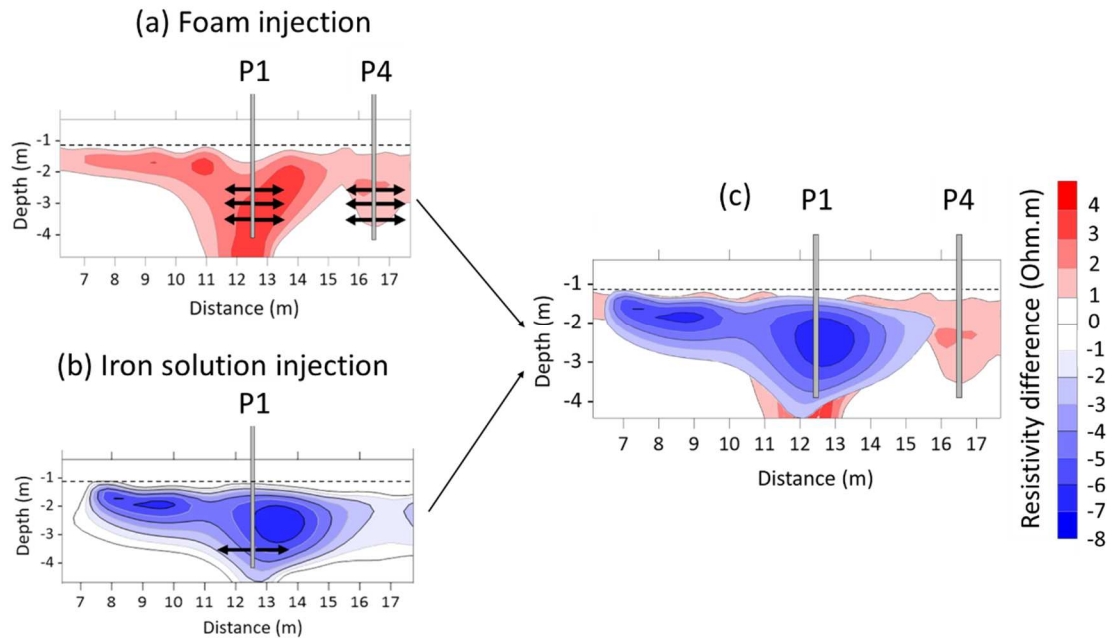 (a) Foam injection
P1 P4
-1
-2
-3
-4
Depth (m)
7 8 9 10 11 12 13 14 15 16 17
Distance (m)
(b) Iron solution injection
P1
-1
-2
-3
-4
Depth (m)
8 9 10 11 12 13 14 15 16 17
Distance (m)
(c) P1 P4
-1
-2
-3
-4
Depth (m)
7 8 9 10 11 12 13 14 15 16 17
Distance (m)
Resistivity difference (Ohm.m)
4
3
2
1
0
-1
-2
-3
-4
-5
-6
-7
-8